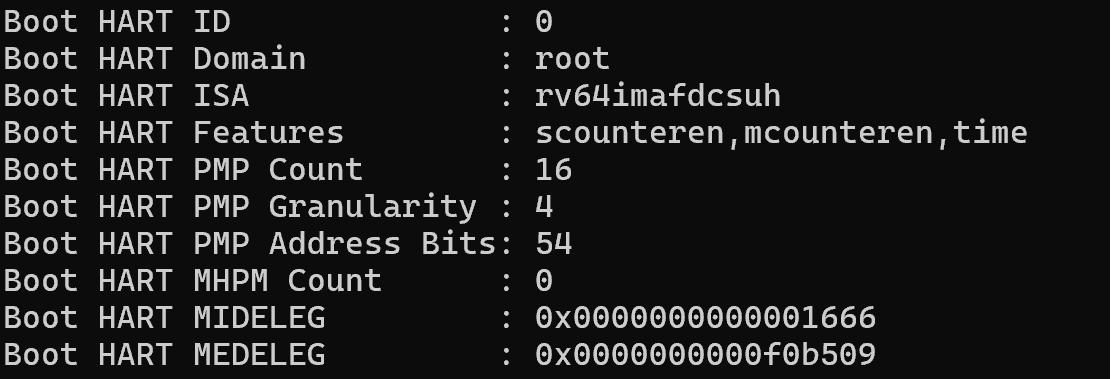 Boot HART ID              : 0
Boot HART Domain          : root
Boot HART ISA             : rv64imafdcsuh
Boot HART Features        : scounteren,mcounteren,time
Boot HART PMP Count       : 16
Boot HART PMP Granularity : 4
Boot HART PMP Address Bits: 54
Boot HART MHPM Count      : 0
Boot HART MIDELEG         : 0x0000000000001666
Boot HART MEDELEG         : 0x0000000000f0b509